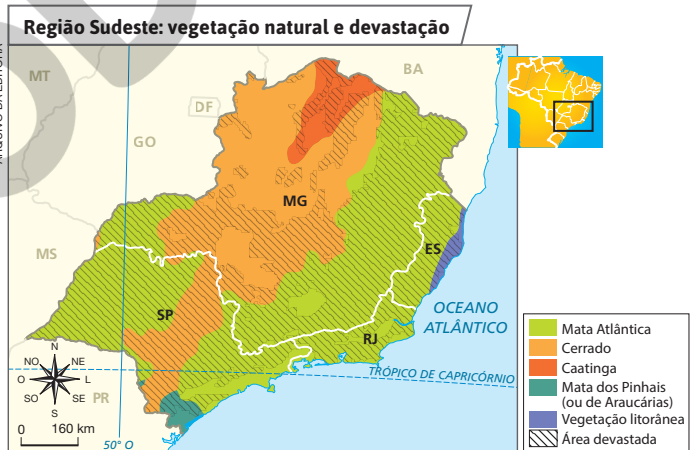 Região Sudeste: vegetação natural e devastação
MT
DF
GO
BA
MG
MS
ES
SP
RJ
PR
OCEANO
ATLÂNTICO
TRÓPICO DE CAPRICÓRNIO
N
NO
NE
O
L
SO
SE
S
0 160 km
50° O
Mata Atlântica
Cerrado
Caatinga
Mata dos Pinhais
(ou de Araucárias)
Vegetação litorânea
Área devastada